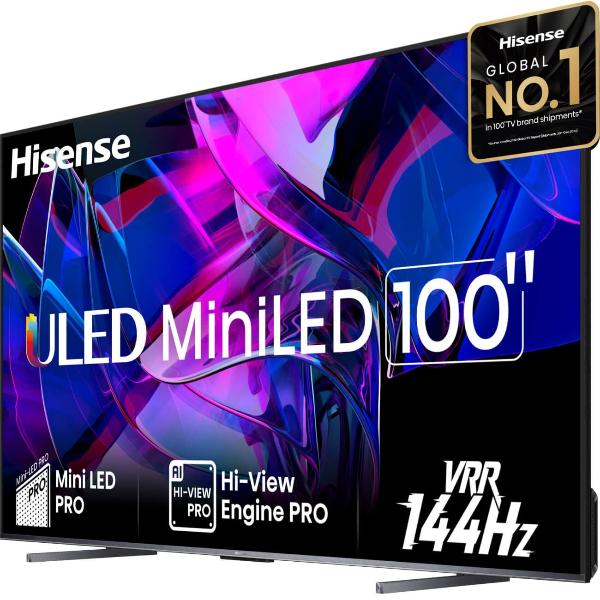 Hisense
GLOBAL
NO.1
in 100"TV brand shipments*
Hisense
ULED MiniLED 100"
Mini-LED PRO
PRO
Mini LED
PRO
AI
HI-VIEW
PRO
Hi-View
Engine PRO
VRR
144Hz